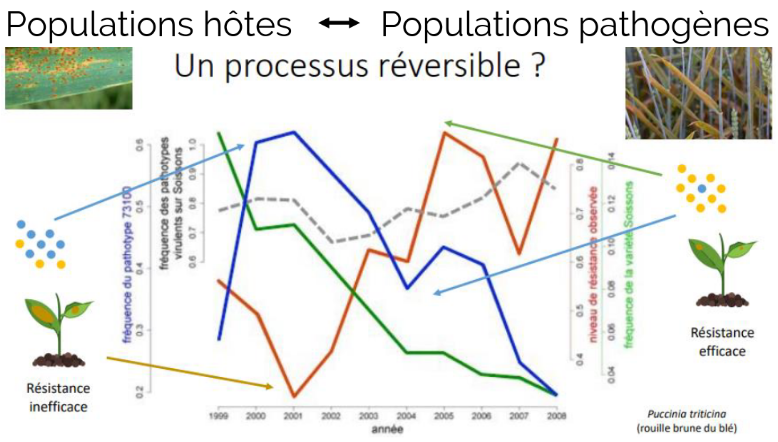 Populations hôtes ↔ Populations pathogènes
Un processus réversible ?
fréquence du pathotype 73100
0.6
0.5
0.4
0.3
0.2
fréquence des pathotypes
virulents sur Soissons
1.0
0.9
0.8
0.7
0.6
0.8
0.7
0.6
0.5
0.4
niveau de résistance observée
0.14
0.12
0.10
0.08
0.06
0.04
fréquence de la variété Soissons
Résistance
inefficace
Résistance
efficace
1999 2000 2001 2002 2003 2004 2005 2006 2007 2008
année
Puccinia triticina
(rouille brune du blé)